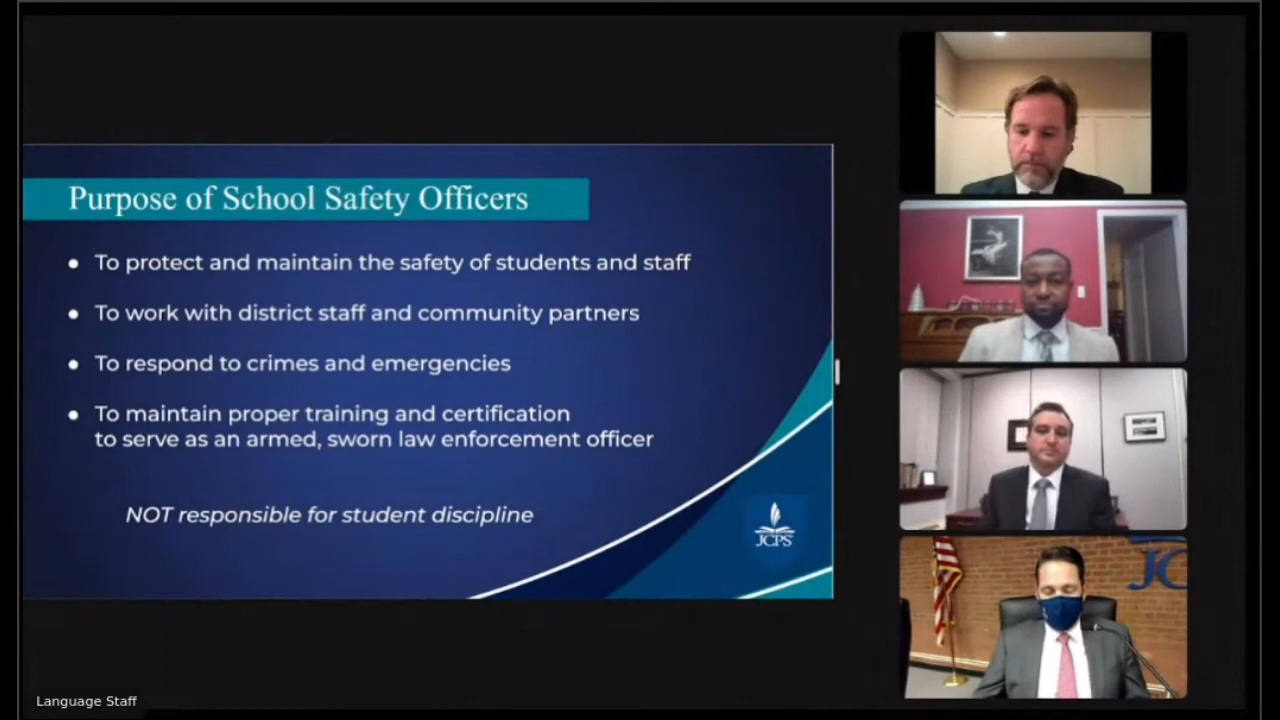 Purpose of School Safety Officers
● To protect and maintain the safety of students and staff
● To work with district staff and community partners
● To respond to crimes and emergencies
● To maintain proper training and certification
to serve as an armed, sworn law enforcement officer
NOT responsible for student discipline
JCPS
JC
Language Staff